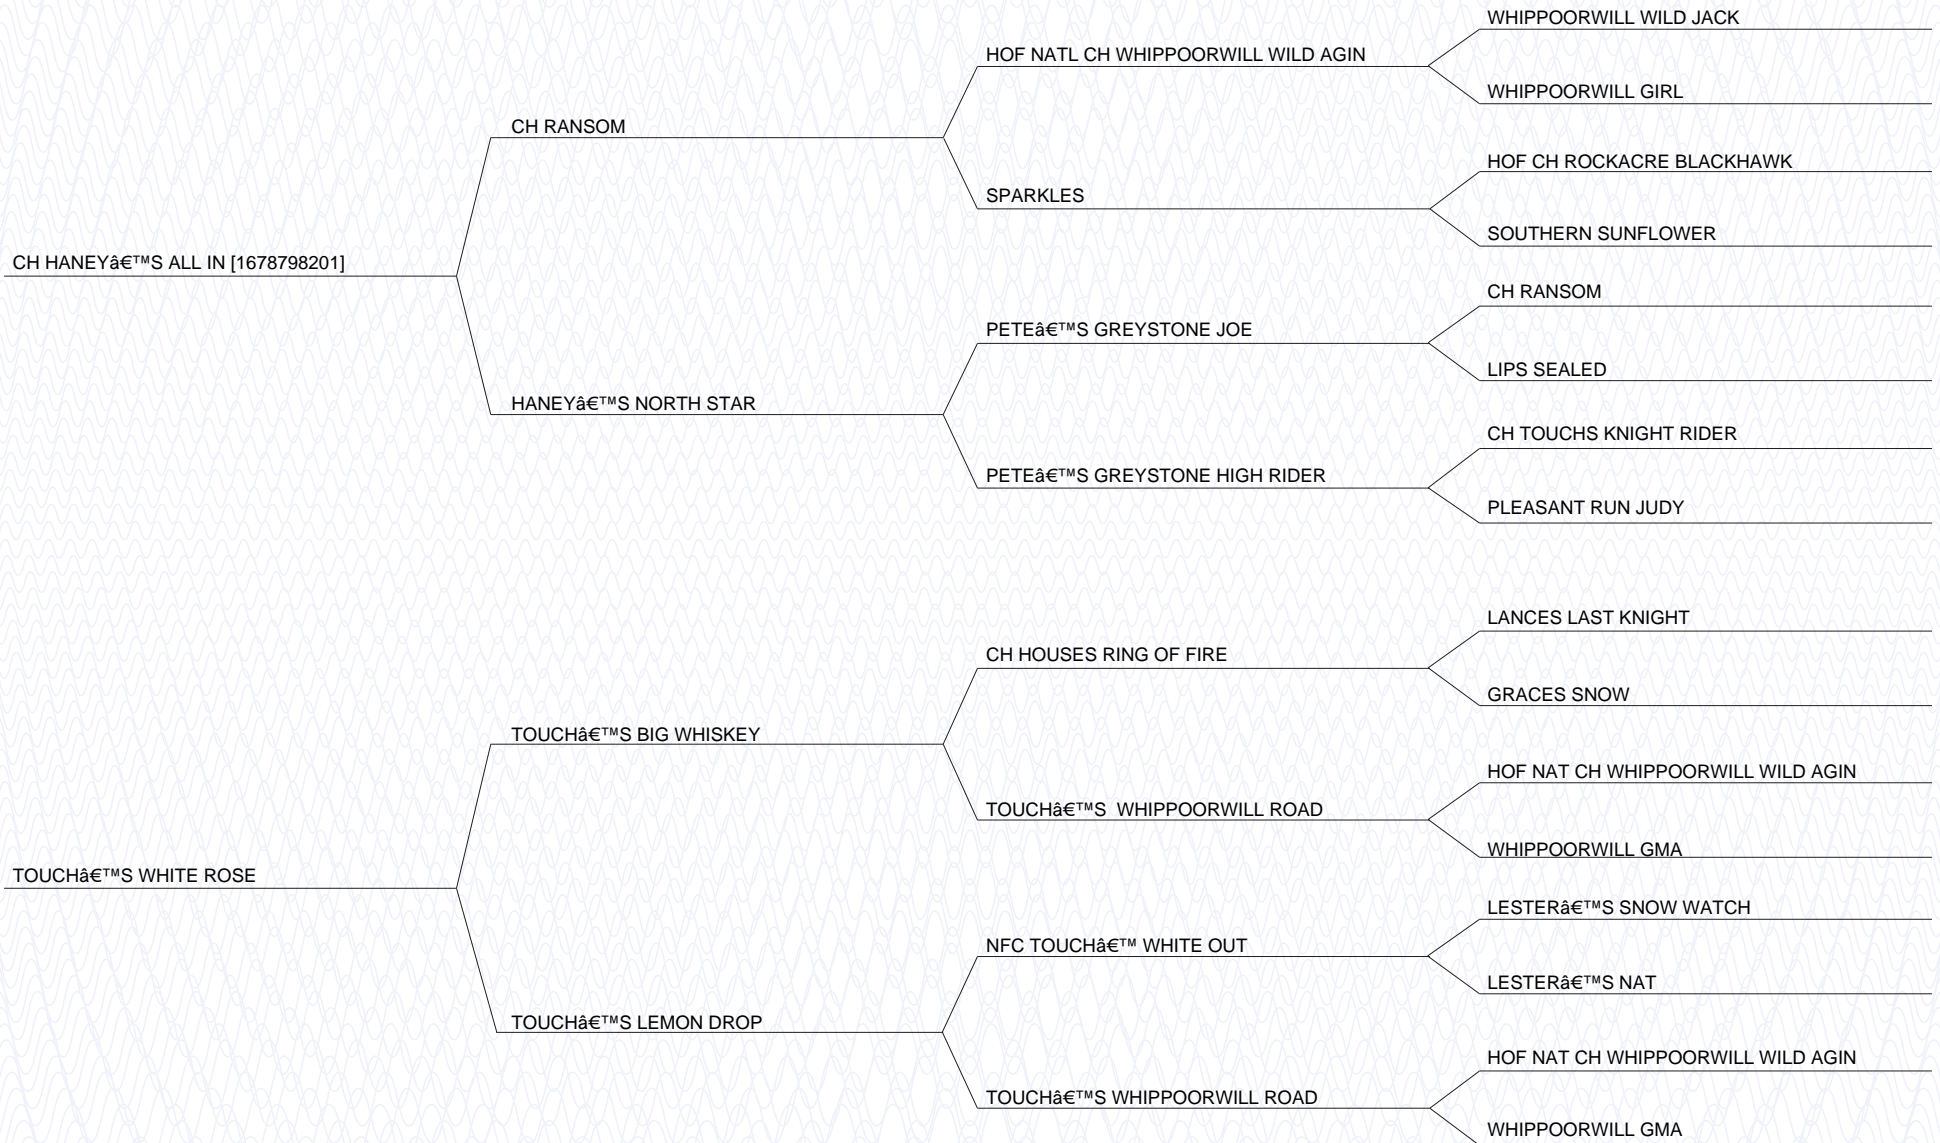 WHIPPOORWILL WILD JACK
HOF NATL CH WHIPPOORWILL WILD AGIN
WHIPPOORWILL GIRL
CH RANSOM
HOF CH ROCKACRE BLACKHAWK
SPARKLES
SOUTHERN SUNFLOWER
CH HANEYâ€™S ALL IN [1678798201]
CH RANSOM
PETEâ€™S GREYSTONE JOE
LIPS SEALED
HANEYâ€™S NORTH STAR
CH TOUCHS KNIGHT RIDER
PETEâ€™S GREYSTONE HIGH RIDER
PLEASANT RUN JUDY
LANCES LAST KNIGHT
CH HOUSES RING OF FIRE
GRACES SNOW
TOUCHâ€™S BIG WHISKEY
HOF NAT CH WHIPPOORWILL WILD AGIN
TOUCHâ€™S  WHIPPOORWILL ROAD
WHIPPOORWILL GMA
TOUCHâ€™S WHITE ROSE
LESTERâ€™S SNOW WATCH
NFC TOUCHâ€™ WHITE OUT
LESTERâ€™S NAT
TOUCHâ€™S LEMON DROP
HOF NAT CH WHIPPOORWILL WILD AGIN
TOUCHâ€™S WHIPPOORWILL ROAD
WHIPPOORWILL GMA